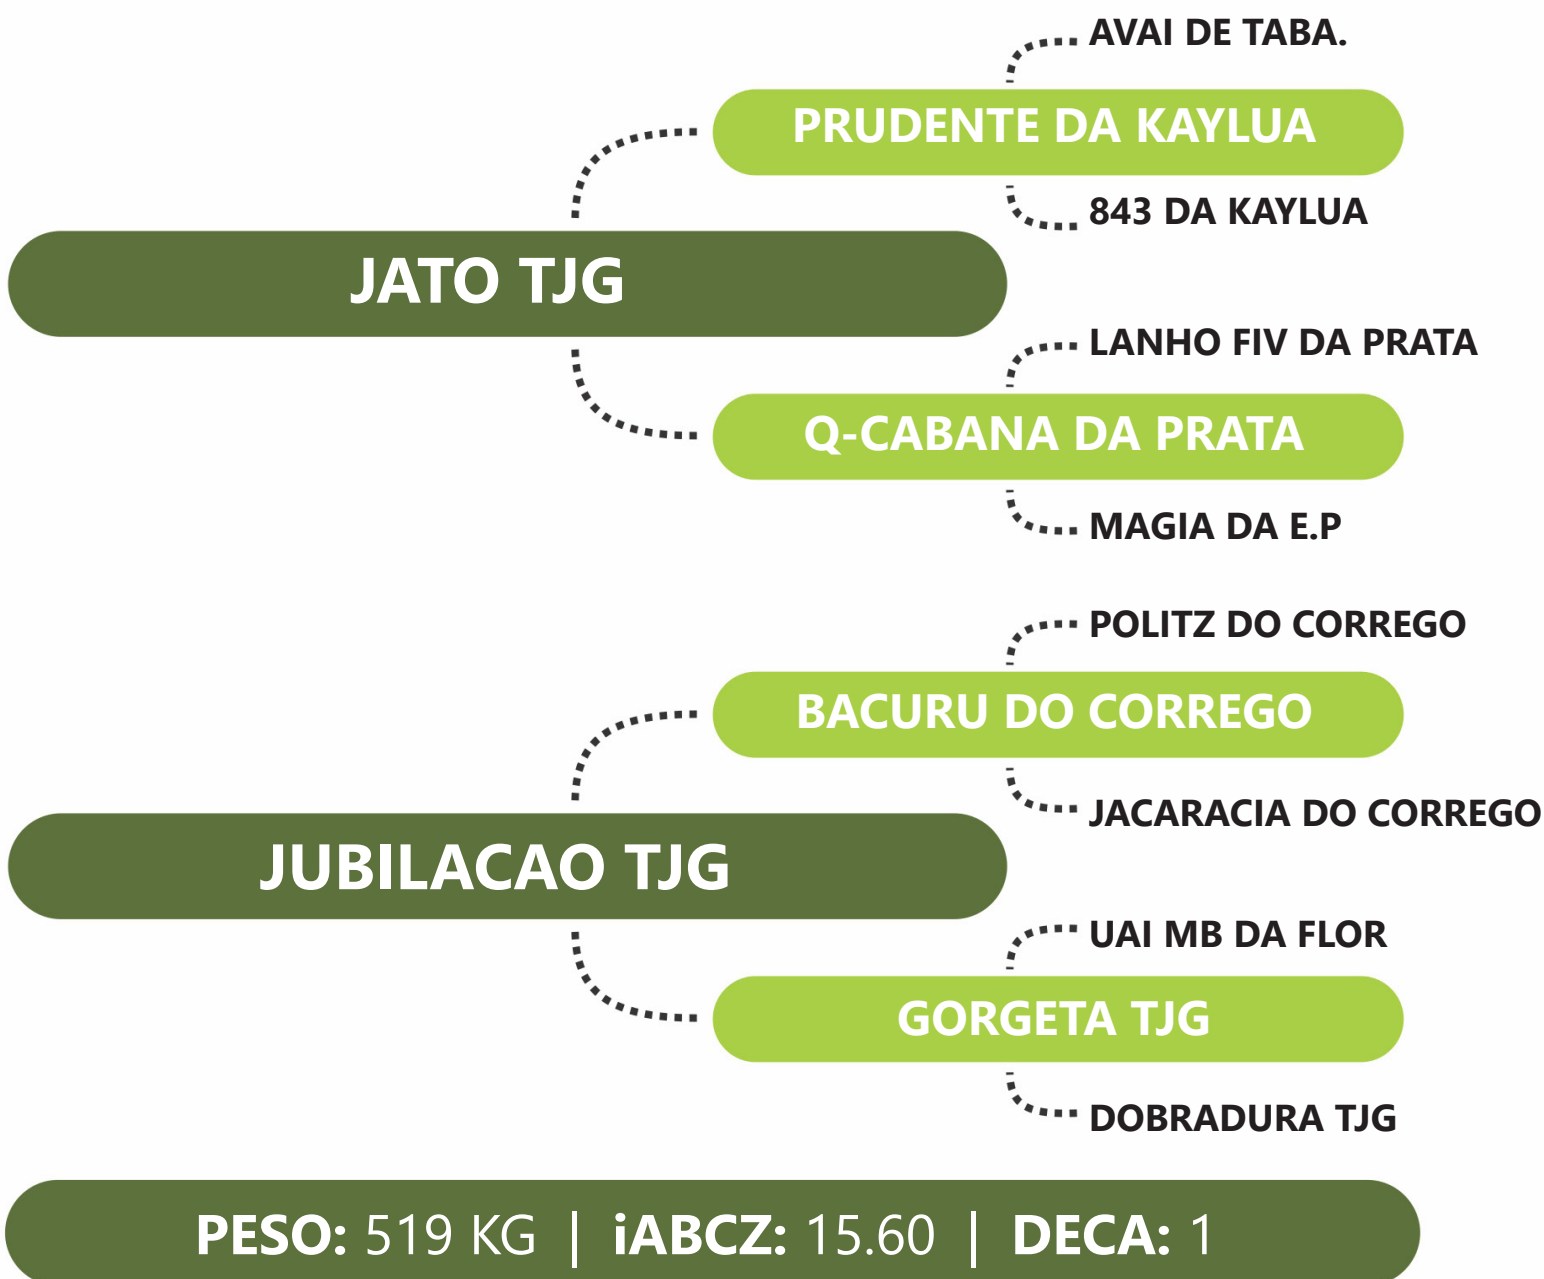 AVAI DE TABA.
PRUDENTE DA KAYLUA
843 DA KAYLUA
JATO TJG
LANHO FIV DA PRATA
Q-CABANA DA PRATA
MAGIA DA E.P
POLITZ DO CORREGO
BACURU DO CORREGO
JACARACIA DO CORREGO
JUBILACAO TJG
UAI MB DA FLOR
GORGETA TJG
DOBRADURA TJG
PESO: 519 KG | iABCZ: 15.60 | DECA: 1